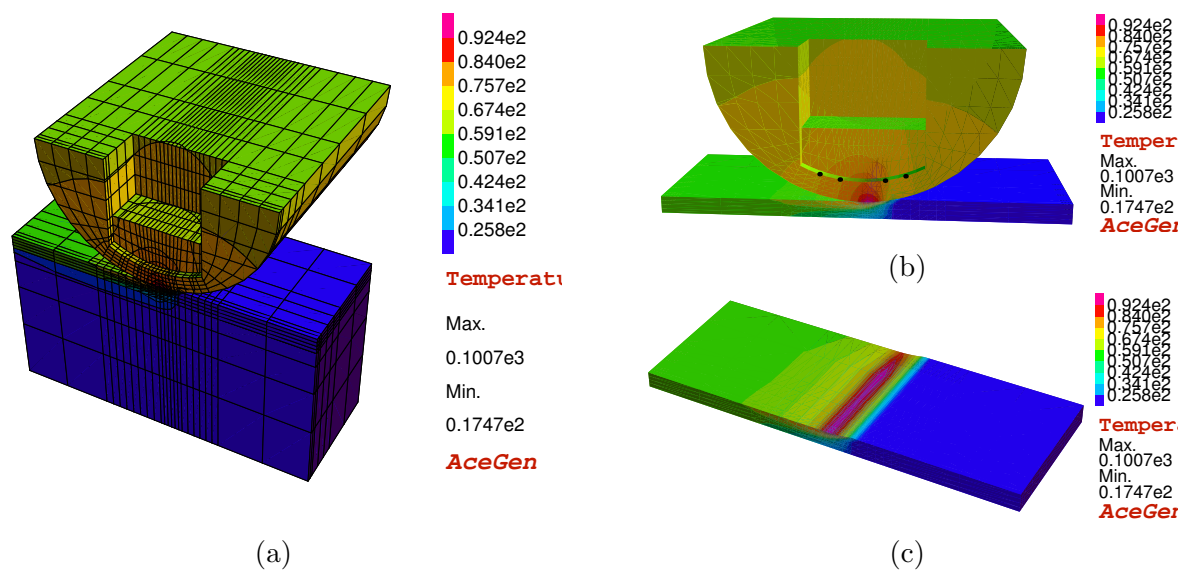 0.924e2
0.840e2
0.757e2
0.674e2
0.591e2
0.507e2
0.424e2
0.341e2
0.258e2
Temperatu
Max.
0.1007e3
Min.
0.1747e2
AceGen
(a)
0.924e2
0.840e2
0.757e2
0.674e2
0.591e2
0.507e2
0.424e2
0.341e2
0.258e2
Temper
Max.
0.1007e3
Min.
0.1747e2
AceGen
(b)
0.924e2
0.840e2
0.757e2
0.674e2
0.591e2
0.507e2
0.424e2
0.341e2
0.258e2
Tempera
Max.
0.1007e3
Min.
0.1747e2
AceGen
(c)